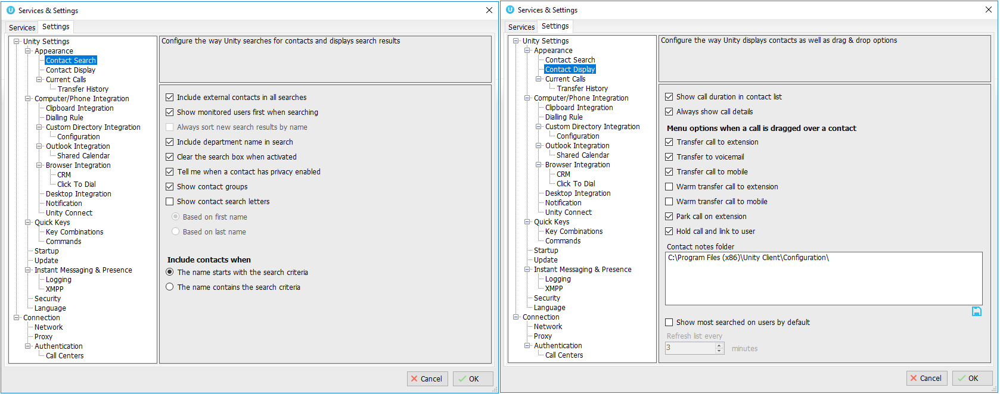 U Services & Settings
Services Settings
Unity Settings
Appearance
Contact Search
Contact Display
Current Calls
Transfer History
Computer/Phone Integration
Clipboard Integration
Dialling Rule
Custom Directory Integration
Configuration
Outlook Integration
Shared Calendar
Browser Integration
CRM
Click To Dial
Desktop Integration
Notification
Unity Connect
Quick Keys
Key Combinations
Commands
Startup
Update
Instant Messaging & Presence
Logging
XMPP
Security
Language
Connection
Network
Proxy
Authentication
Call Centers
Configure the way Unity searches for contacts and displays search results
Include external contacts in all searches
Show monitored users first when searching
Always sort new search results by name
Include department name in search
Clear the search box when activated
Tell me when a contact has privacy enabled
Show contact groups
Show contact search letters
Based on first name
Based on last name
Include contacts when
The name starts with the search criteria
The name contains the search criteria
Cancel OK
U Services & Settings
Services Settings
Unity Settings
Appearance
Contact Search
Contact Display
Current Calls
Transfer History
Computer/Phone Integration
Clipboard Integration
Dialling Rule
Custom Directory Integration
Configuration
Outlook Integration
Shared Calendar
Browser Integration
CRM
Click To Dial
Desktop Integration
Notification
Unity Connect
Quick Keys
Key Combinations
Commands
Startup
Update
Instant Messaging & Presence
Logging
XMPP
Security
Language
Connection
Network
Proxy
Authentication
Call Centers
Configure the way Unity displays contacts as well as drag & drop options
Show call duration in contact list
Always show call details
Menu options when a call is dragged over a contact
Transfer call to extension
Transfer to voicemail
Transfer call to mobile
Warm transfer call to extension
Warm transfer call to mobile
Park call on extension
Hold call and link to user
Contact notes folder
C:\Program Files (x86)\Unity Client\Configuration\
Show most searched on users by default
Refresh list every
3 minutes
Cancel OK